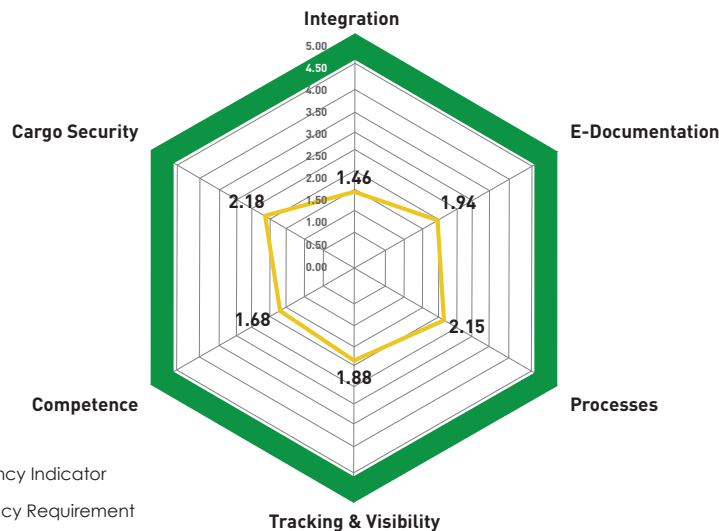 Integration
5.00
4.50
4.00
3.50
3.00
2.50
2.00
1.50
1.00
0.50
0.00
Cargo Security
E-Documentation
1.46
1.94
2.18
2.15
1.68
1.88
Competence
Processes
ncy Indicator
cy Requirement
Tracking & Visibility